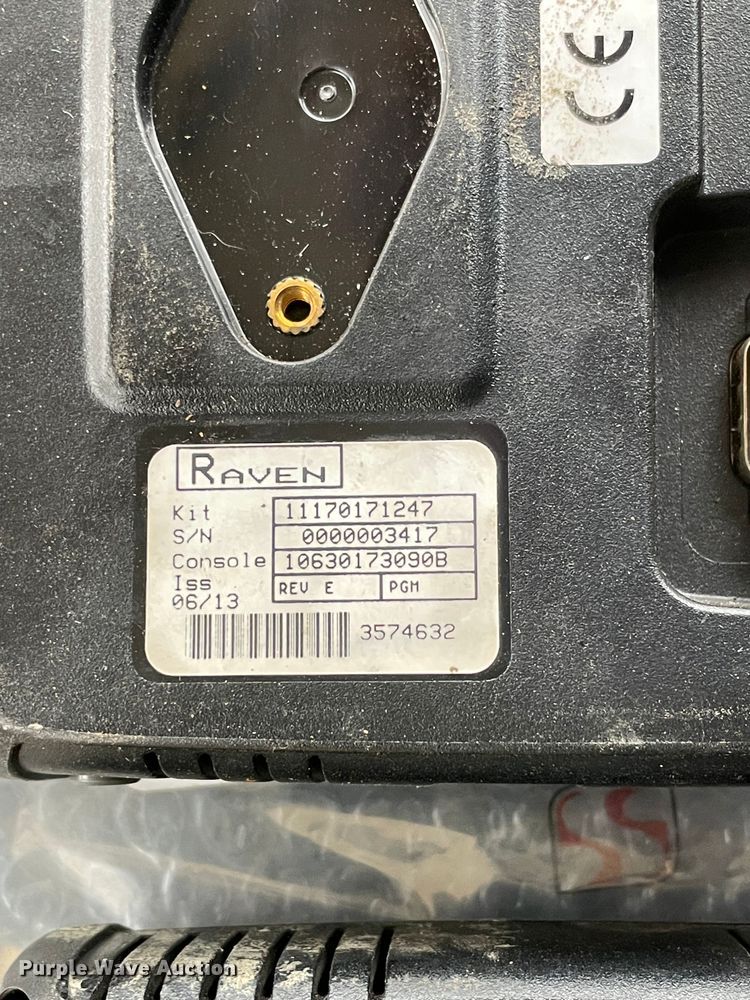 CE
RAVEN
Kit 11170171247
S/N 0000003417
Console 10630173090B
Iss REV E PGM
06/13
3574632
Purple Wave Auction